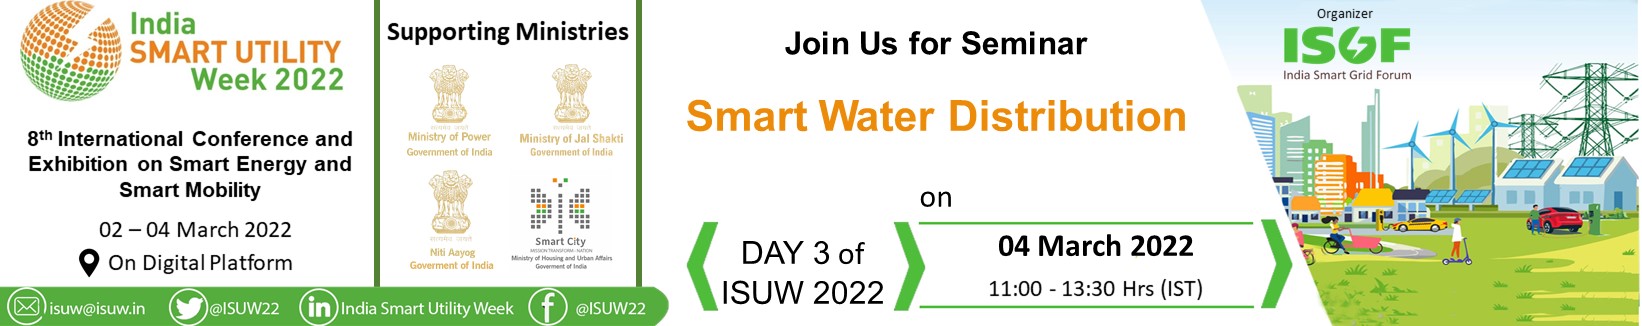 India
SMART UTILITY
Week 2022
8th International Conference and
Exhibition on Smart Energy and
Smart Mobility
02 – 04 March 2022
On Digital Platform
isuw@isuw.in
@ISUW22
in
India Smart Utility Week
f
@ISUW22
Supporting Ministries
Ministry of Power
Government of India
Ministry of Jal Shakti
Government of India
Niti Aayog
Goverment of India
Smart City
MISSION TRANSFORM-NATION
Ministry of Housing and Urban Affairs
Goverment of India
Join Us for Seminar
Smart Water Distribution
on
DAY 3 of
ISUW 2022
04 March 2022
11:00 - 13:30 Hrs (IST)
Organizer
ISGF
India Smart Grid Forum